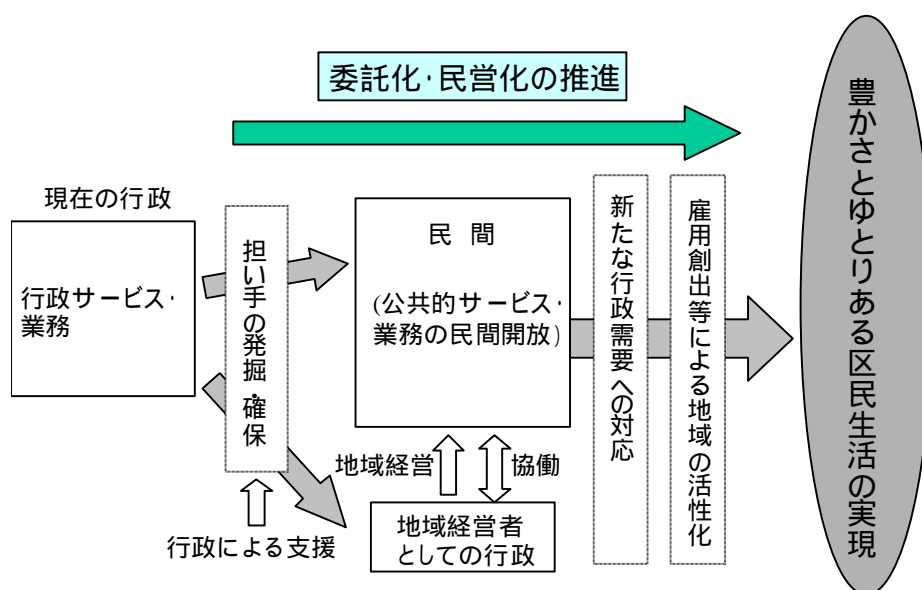 委託化・民営化の推進
現在の行政
行政サービス・
業務
担い手の発掘・確保
行政による支援
民 間
(公共的サービス・
業務の民間開放)
地域経営
協働
地域経営者
としての行政
新たな行政需要への対応
雇用創出等による地域の活性化
豊かさとゆとりある区民生活の実現